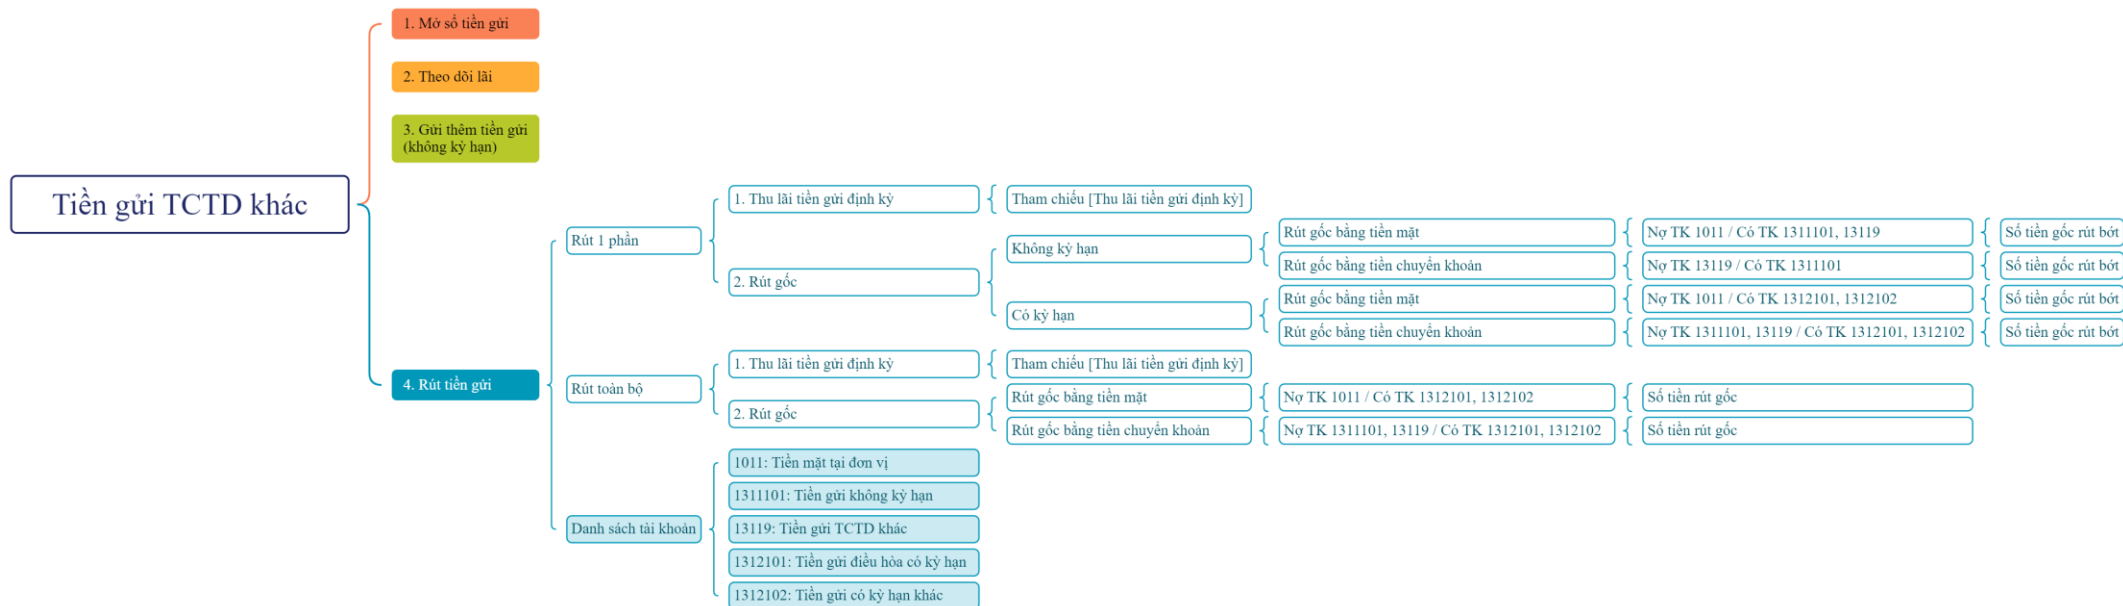 Tiền gửi TCTD khác
1. Mở sổ tiền gửi
2. Theo dõi lãi
3. Gửi thêm tiền gửi
(không kỳ hạn)
4. Rút tiền gửi
Rút 1 phần
1. Thu lãi tiền gửi định kỳ
Tham chiếu [Thu lãi tiền gửi định kỳ]
2. Rút gốc
Không kỳ hạn
Rút gốc bằng tiền mặt
Nợ TK 1011 / Có TK 1311101, 13119
Số tiền gốc rút bớt
Rút gốc bằng tiền chuyển khoản
Nợ TK 13119 / Có TK 1311101
Số tiền gốc rút bớt
Có kỳ hạn
Rút gốc bằng tiền mặt
Nợ TK 1011 / Có TK 1312101, 1312102
Số tiền gốc rút bớt
Rút gốc bằng tiền chuyển khoản
Nợ TK 1311101, 13119 / Có TK 1312101, 1312102
Số tiền gốc rút bớt
Rút toàn bộ
1. Thu lãi tiền gửi định kỳ
Tham chiếu [Thu lãi tiền gửi định kỳ]
2. Rút gốc
Rút gốc bằng tiền mặt
Nợ TK 1011 / Có TK 1312101, 1312102
Số tiền rút gốc
Rút gốc bằng tiền chuyển khoản
Nợ TK 1311101, 13119 / Có TK 1312101, 1312102
Số tiền rút gốc
Danh sách tài khoản
1011: Tiền mặt tại đơn vị
1311101: Tiền gửi không kỳ hạn
13119: Tiền gửi TCTD khác
1312101: Tiền gửi điều hòa có kỳ hạn
1312102: Tiền gửi có kỳ hạn khác